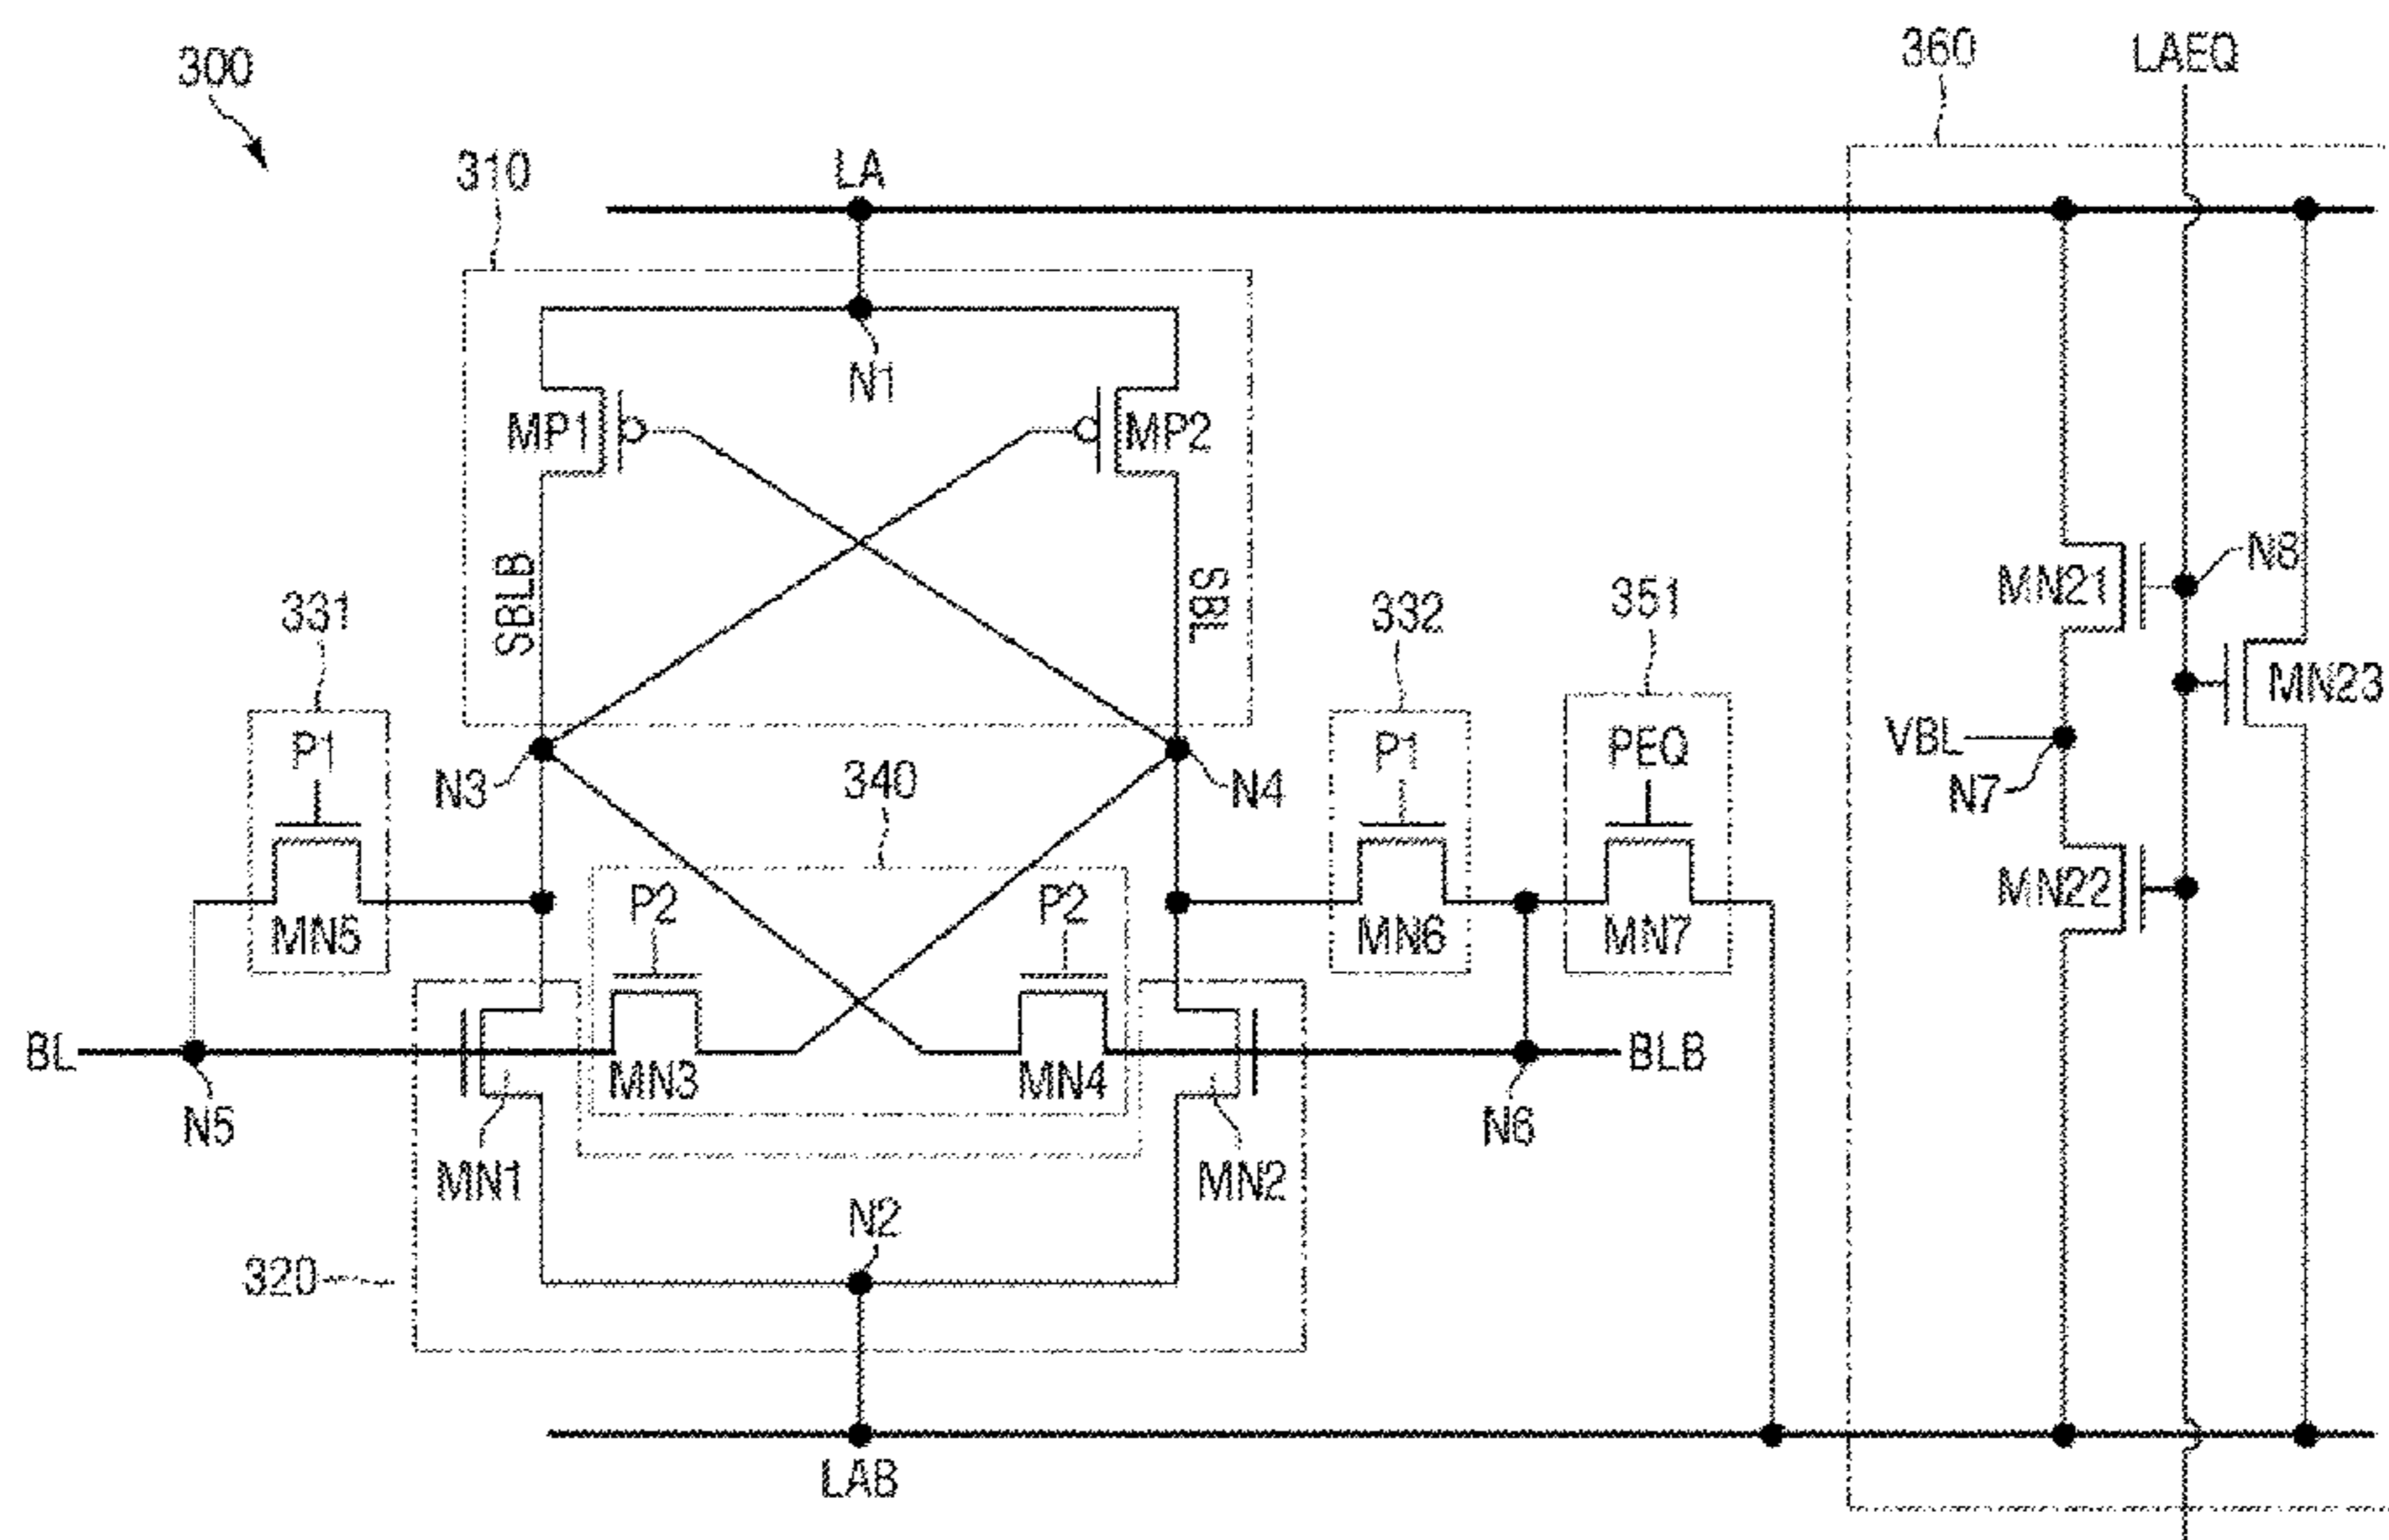 300
360
LAEQ
310
LA
N1
MP1
MP2
SBLB
SBL
N8
MN21
331
332
351
MN23
P1
P1
PEQ
VBL
N7
N3
340
N4
P2
P2
MN22
MN5
MN6
MN7
BL
MN3
MN4
BLB
N5
N6
MN1
MN2
N2
320
LAB